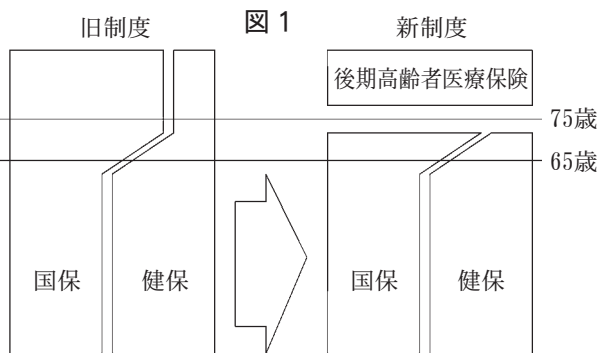 図 1
旧制度
新制度
後期高齢者医療保険
75歳
65歳
国保
健保
国保
健保